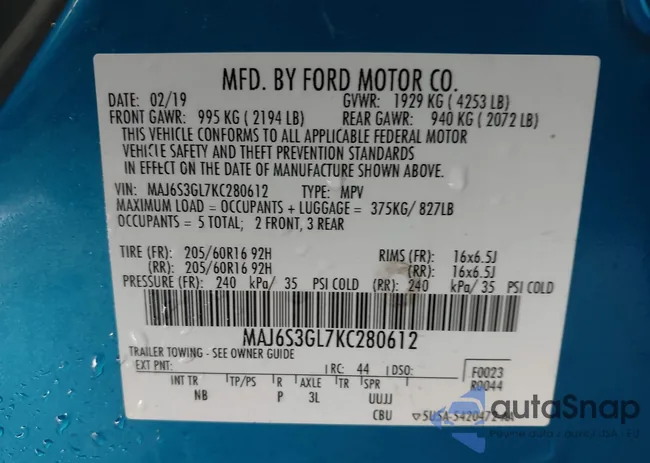 MFD. BY FORD MOTOR CO.
DATE: 02/19 GVWR: 1929 KG ( 4253 LB)
FRONT GAWR: 995 KG ( 2194 LB) REAR GAWR: 940 KG ( 2072 LB)
THIS VEHICLE CONFORMS TO ALL APPLICABLE FEDERAL MOTOR
VEHICLE SAFETY AND THEFT PREVENTION STANDARDS
IN EFFECT ON THE DATE OF MANUFACTURE SHOWN ABOVE.
VIN: MAJ6S3GL7KC280612 TYPE: MPV
MAXIMUM LOAD = OCCUPANTS + LUGGAGE = 375KG/ 827LB
OCCUPANTS = 5 TOTAL; 2 FRONT, 3 REAR
TIRE (FR): 205/60R16 92H RIMS (FR): 16x6.5J
(RR): 205/60R16 92H (RR): 16x6.5J
PRESSURE (FR): 240 kPa/ 35 PSI COLD (RR): 240 kPa/ 35 PSI COLD
MAJ6S3GL7KC280612
TRAILER TOWING - SEE OWNER GUIDE
EXT PNT: RC: 44 DSO: F0023
R0044
INT TR TP/PS R AXLE TR SPR
NB P 3L UUJJ
CBU
autoSnap